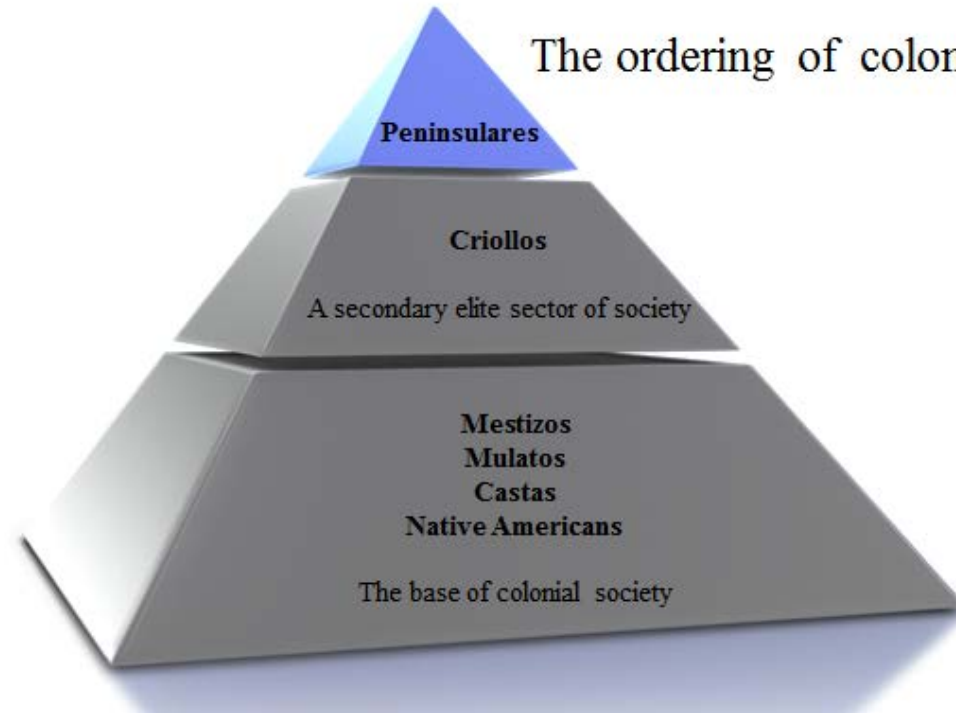 The ordering of colon
Peninsulares
Criollos
A secondary elite sector of society
Mestizos
Mulatos
Castas
Native Americans
The base of colonial society